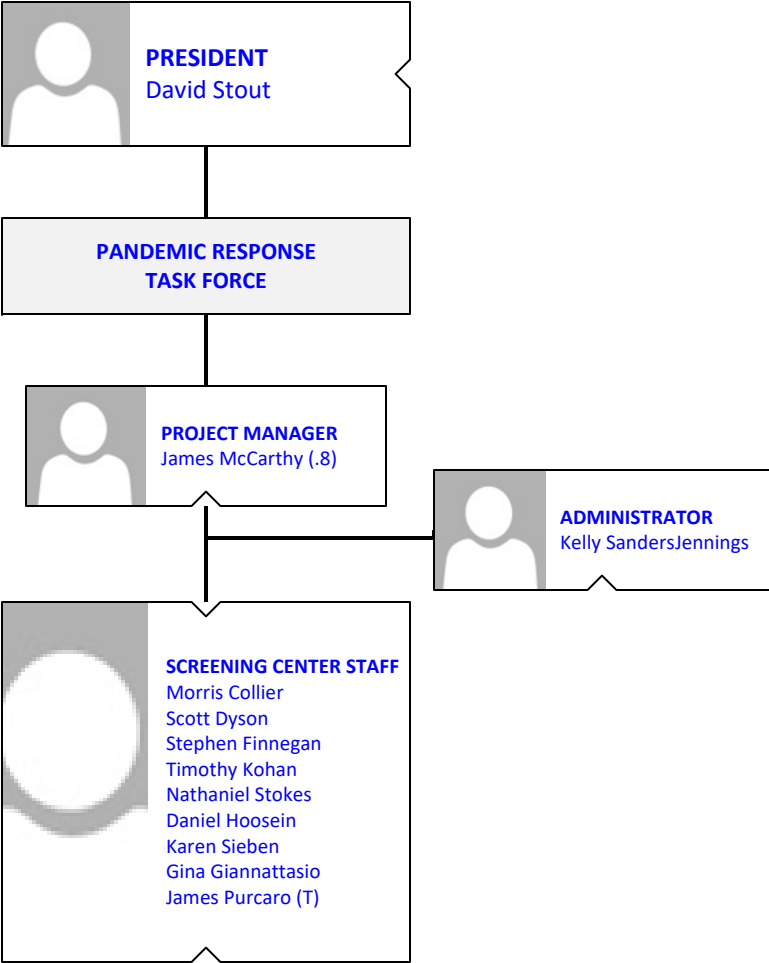 PRESIDENT
David Stout
PANDEMIC RESPONSE
TASK FORCE
PROJECT MANAGER
James McCarthy (.8)
ADMINISTRATOR
Kelly SandersJennings
SCREENING CENTER STAFF
Morris Collier
Scott Dyson
Stephen Finnegan
Timothy Kohan
Nathaniel Stokes
Daniel Hoosein
Karen Sieben
Gina Giannattasio
James Purcaro (T)